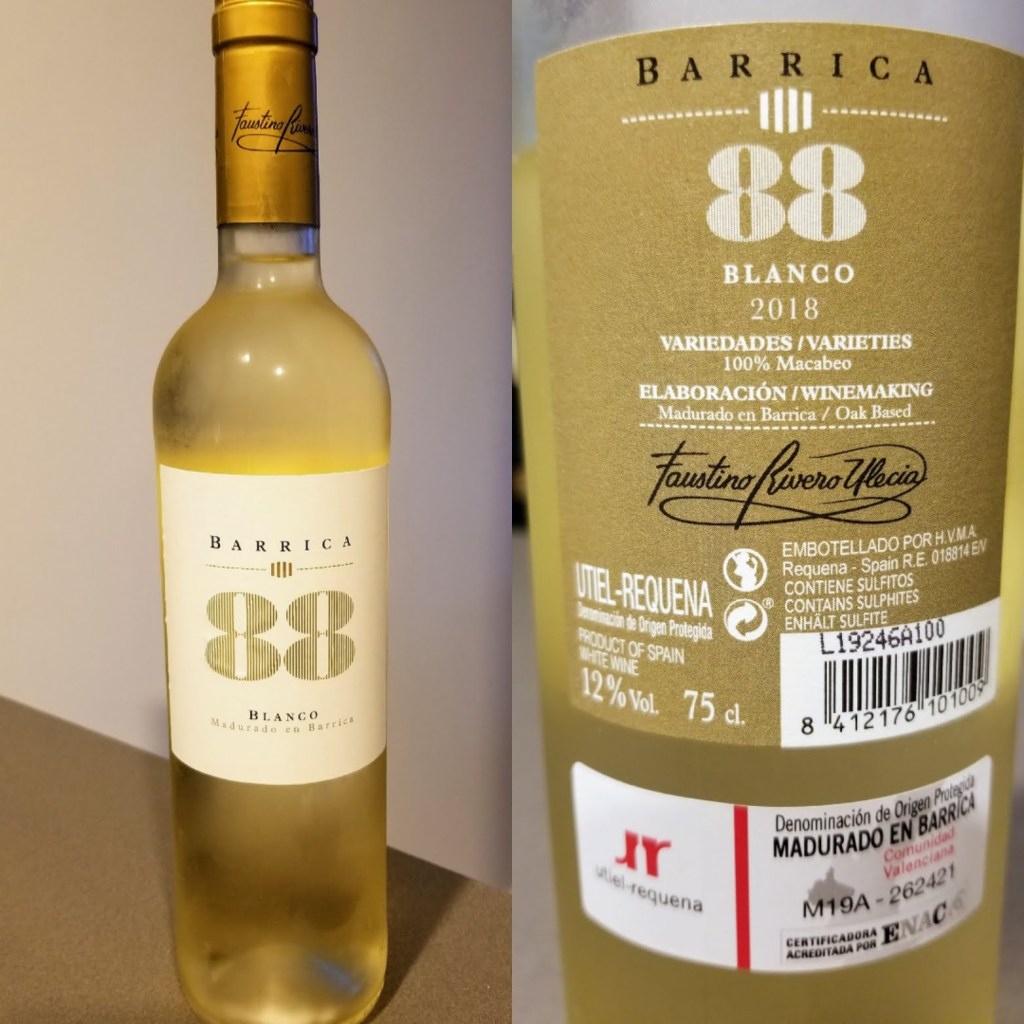 Faustino Rivero
BARRICA
88
BLANCO
Madurado en Barrica
BARRICA
88
BLANCO
2018
VARIEDADES / VARIETIES
100% Macabeo
ELABORACIÓN / WINEMAKING
Madurado en Barrica / Oak Based
Faustino Rivero Ulecia
UTIEL-REQUENA
Denominación de Origen Protegida
PRODUCT OF SPAIN
WHITE WINE
12% Vol. 75 cl.
EMBOTELLADO POR H.V.M.A.
Requena - Spain R.E. 018814 E/V
CONTIENE SULFITOS
CONTAINS SULPHITES
ENHÄLT SULFITE
L19246A100
8 412176 101009
utiel-requena
Denominación de Origen Protegida
MADURADO EN BARRICA
Comunidad
Valenciana
M19A - 262421
CERTIFICADORA
ACREDITADA POR ENAC